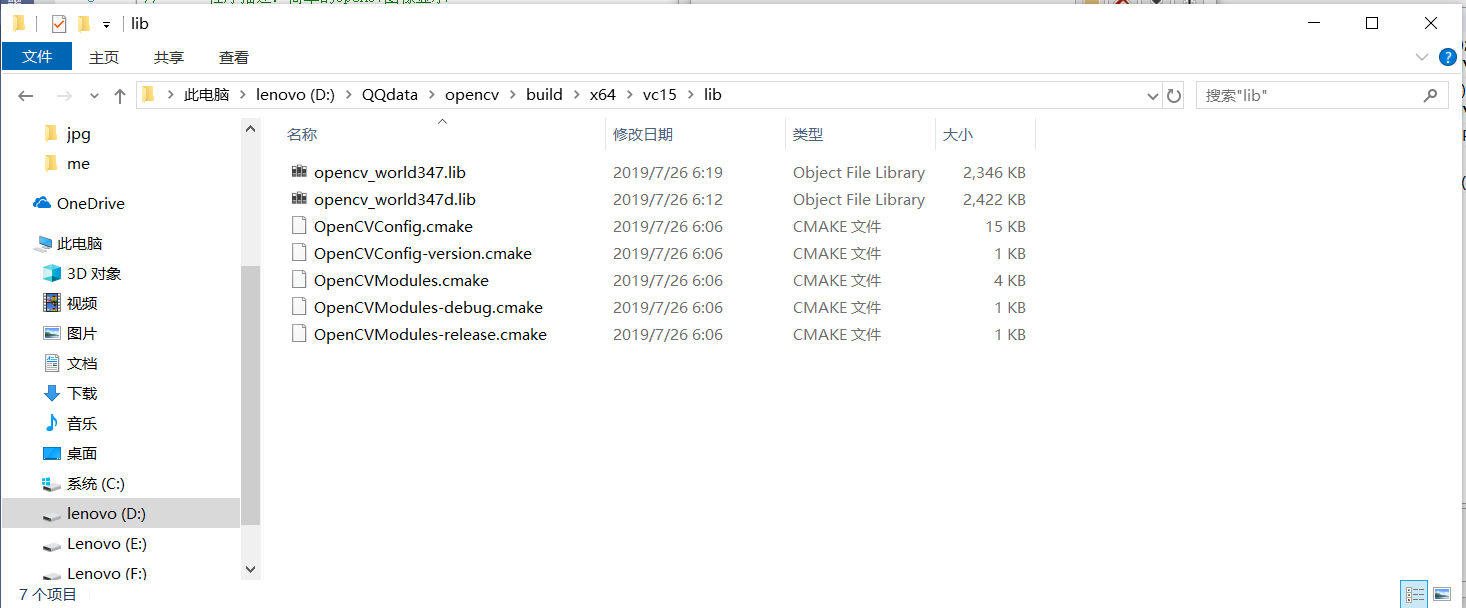 lib
文件 主页 共享 查看
此电脑 lenovo (D:) QQdata opencv build x64 vc15 lib 搜索"lib"
jpg
me
OneDrive
此电脑
3D 对象
视频
图片
文档
下载
音乐
桌面
系统 (C:)
lenovo (D:)
Lenovo (E:)
Lenovo (F:)
名称 修改日期 类型 大小
opencv_world347.lib 2019/7/26 6:19 Object File Library 2,346 KB
opencv_world347d.lib 2019/7/26 6:12 Object File Library 2,422 KB
OpenCVConfig.cmake 2019/7/26 6:06 CMAKE 文件 15 KB
OpenCVConfig-version.cmake 2019/7/26 6:06 CMAKE 文件 1 KB
OpenCVModules.cmake 2019/7/26 6:06 CMAKE 文件 4 KB
OpenCVModules-debug.cmake 2019/7/26 6:06 CMAKE 文件 1 KB
OpenCVModules-release.cmake 2019/7/26 6:06 CMAKE 文件 1 KB
7 个项目